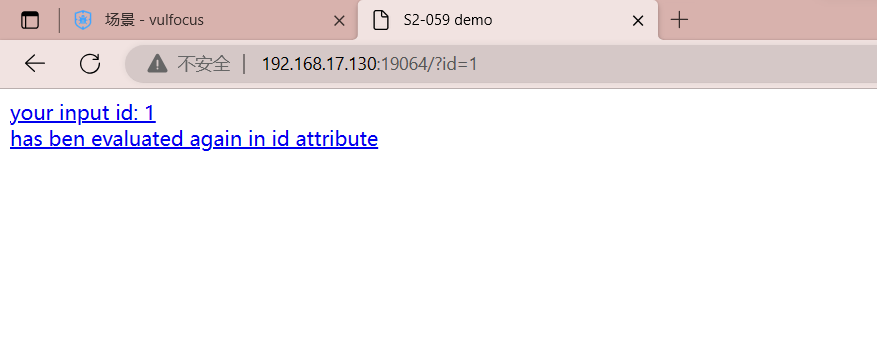 场景 - vulfocus
S2-059 demo
不安全 | 192.168.17.130:19064/?id=1
your input id: 1
has ben evaluated again in id attribute